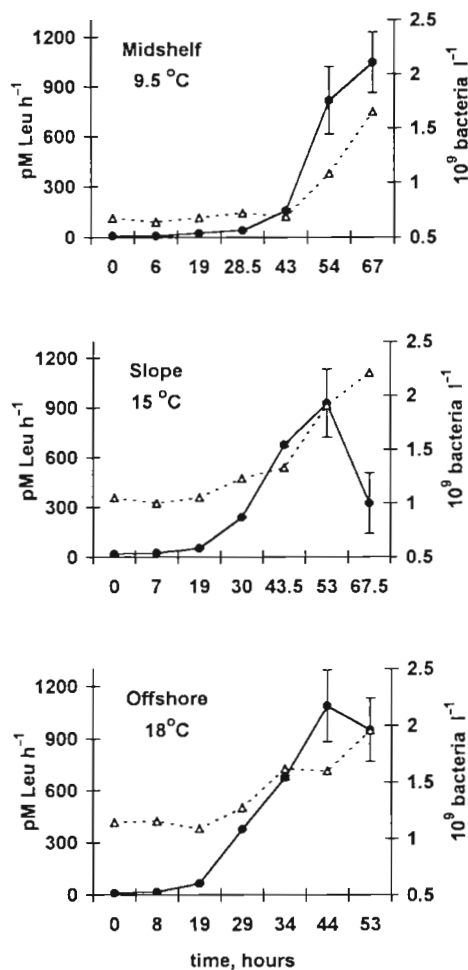 Midshelf
9.5 °C
pM Leu h⁻¹
1200
900
600
300
0
2.5
2
1.5
1
0.5
10⁹ bacteria l⁻¹
0 6 19 28.5 43 54 67
Slope
15 °C
pM Leu h⁻¹
1200
900
600
300
0
2.5
2
1.5
1
0.5
10⁹ bacteria l⁻¹
0 7 19 30 43.5 53 67.5
Offshore
18°C
pM Leu h⁻¹
1200
900
600
300
0
2.5
2
1.5
1
0.5
10⁹ bacteria l⁻¹
0 8 19 29 34 44 53
time, hours